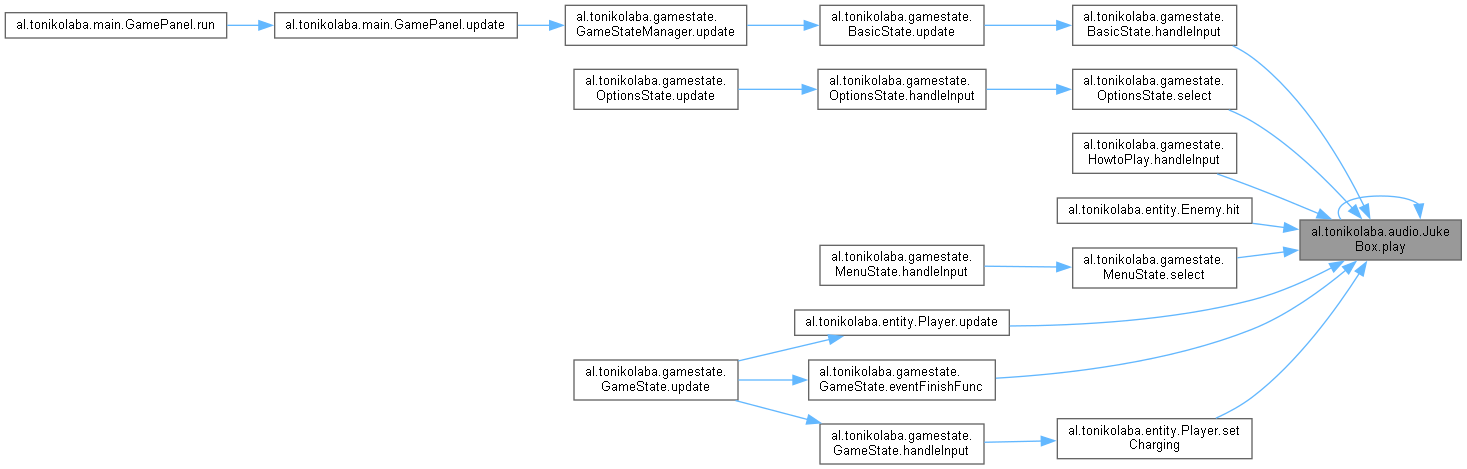 al.tonikolaba.main.GamePanel.run
al.tonikolaba.main.GamePanel.update
al.tonikolaba.gamestate.
GameStateManager.update
al.tonikolaba.gamestate.
BasicState.update
al.tonikolaba.gamestate.
BasicState.handleInput
al.tonikolaba.gamestate.
OptionsState.update
al.tonikolaba.gamestate.
OptionsState.handleInput
al.tonikolaba.gamestate.
OptionsState.select
al.tonikolaba.gamestate.
HowtoPlay.handleInput
al.tonikolaba.entity.Enemy.hit
al.tonikolaba.audio.Juke
Box.play
al.tonikolaba.gamestate.
MenuState.handleInput
al.tonikolaba.gamestate.
MenuState.select
al.tonikolaba.entity.Player.update
al.tonikolaba.gamestate.
GameState.update
al.tonikolaba.gamestate.
GameState.eventFinishFunc
al.tonikolaba.gamestate.
GameState.handleInput
al.tonikolaba.entity.Player.set
Charging